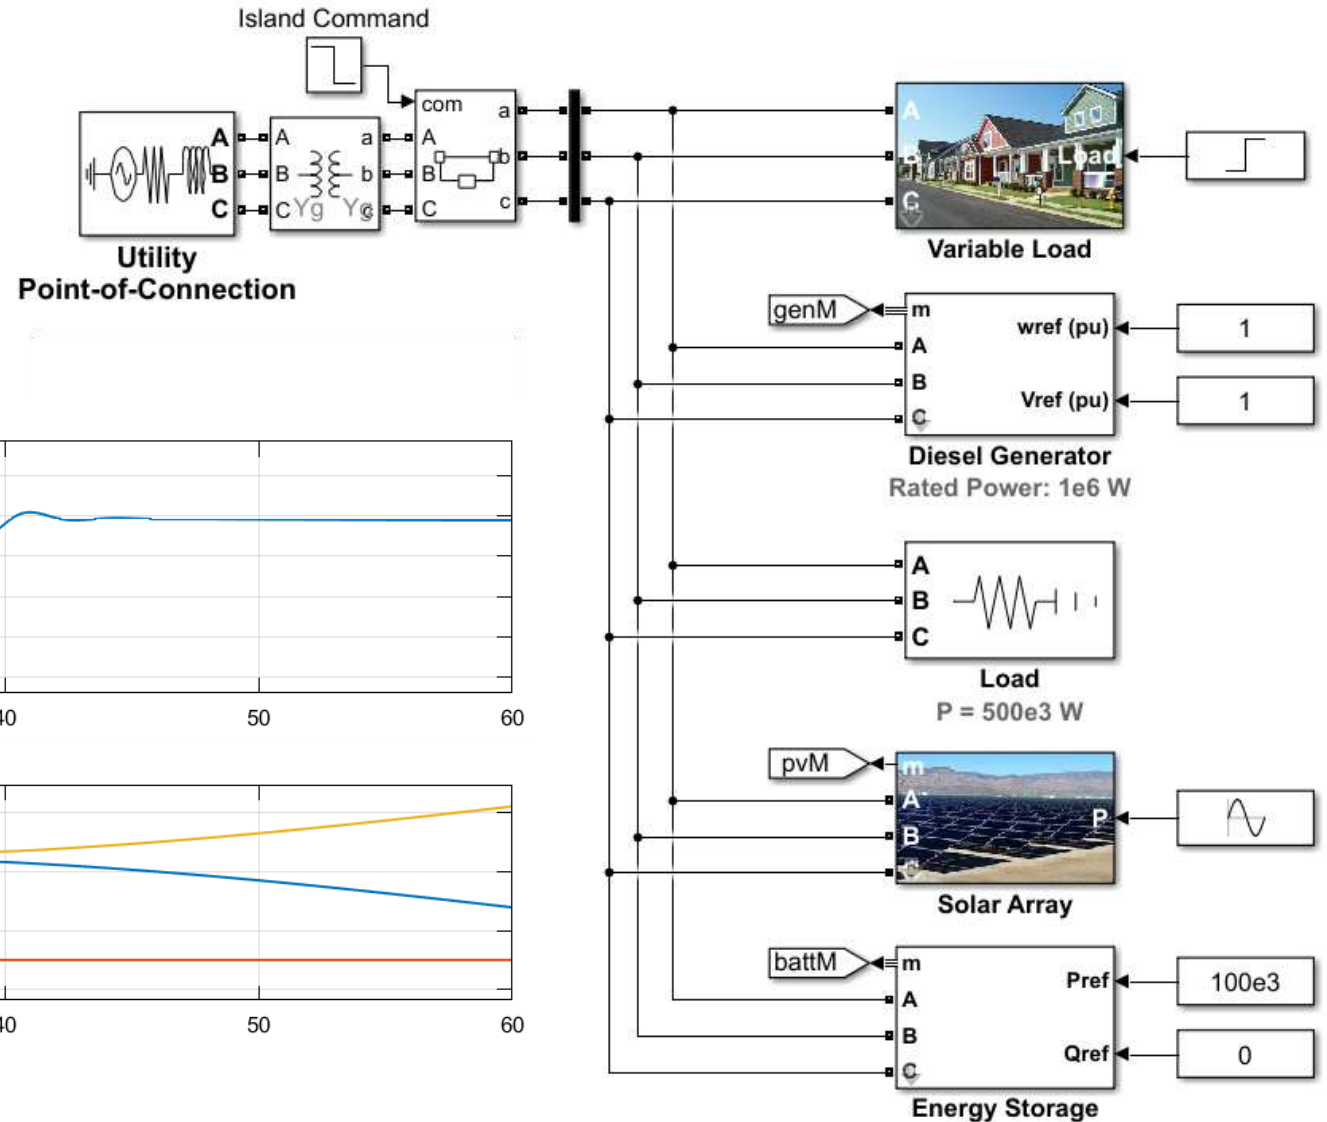 Island Command
com
a
A
b
B
c
C
A
B
C
A
B
C
a
b
c
Yg
Yg
Utility
Point-of-Connection
A
B
C
Load
Variable Load
genM
m
A
B
C
wref (pu)
Vref (pu)
1
1
Diesel Generator
Rated Power: 1e6 W
A
B
C
Load
P = 500e3 W
40
50
60
pvM
m
A
B
C
P
Solar Array
40
50
60
battM
m
A
B
C
Pref
Qref
100e3
0
Energy Storage